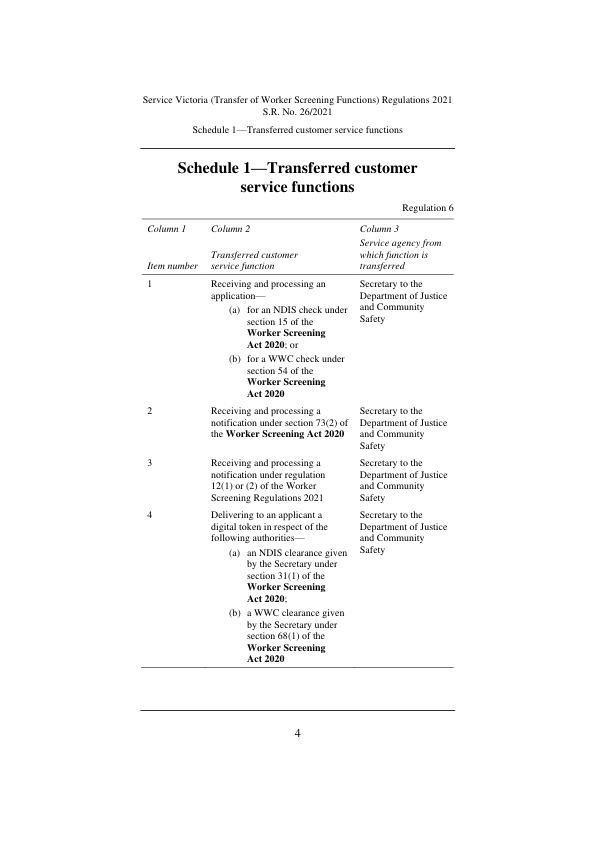 Service Victoria (Transfer of Worker Screening Functions) Regulations 2021
S.R. No. 26/2021
Schedule 1—Transferred customer service functions
Schedule 1—Transferred customer
service functions
Regulation 6
Column 1
Item number
Column 2
Transferred customer
service function
Column 3
Service agency from
which function is
transferred
1
Receiving and processing an
application—
(a) for an NDIS check under
section 15 of the
Worker Screening
Act 2020; or
(b) for a WWC check under
section 54 of the
Worker Screening
Act 2020
Secretary to the
Department of Justice
and Community
Safety
2
Receiving and processing a
notification under section 73(2) of
the Worker Screening Act 2020
Secretary to the
Department of Justice
and Community
Safety
3
Receiving and processing a
notification under regulation
12(1) or (2) of the Worker
Screening Regulations 2021
Secretary to the
Department of Justice
and Community
Safety
4
Delivering to an applicant a
digital token in respect of the
following authorities—
(a) an NDIS clearance given
by the Secretary under
section 31(1) of the
Worker Screening
Act 2020;
(b) a WWC clearance given
by the Secretary under
section 68(1) of the
Worker Screening
Act 2020
Secretary to the
Department of Justice
and Community
Safety
4